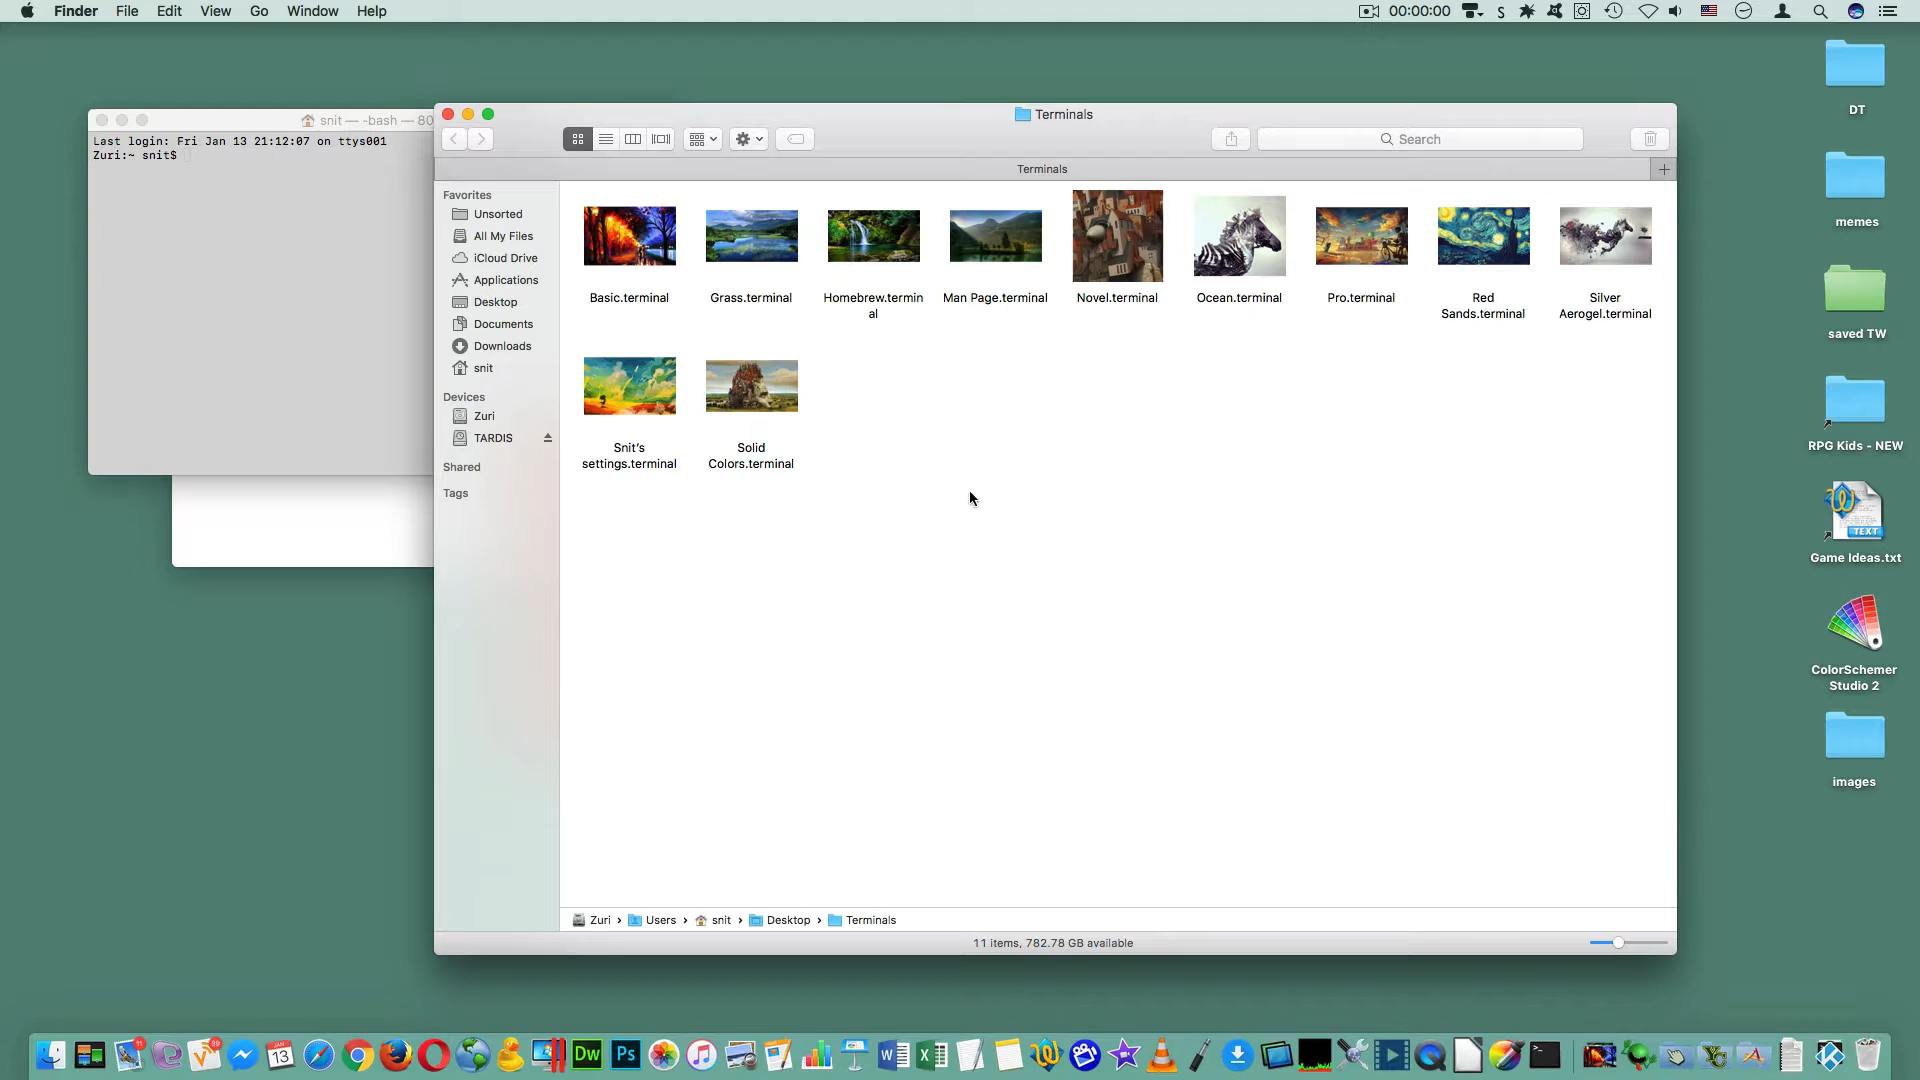 Finder File Edit View Go Window Help
00:00:00
snit — -bash — 80
Last login: Fri Jan 13 21:12:07 on ttys001
Zuri:~ snit$
Terminals
Search
Terminals
Favorites
Unsorted
All My Files
iCloud Drive
Applications
Desktop
Documents
Downloads
snit
Devices
Zuri
TARDIS
Shared
Tags
Basic.terminal
Grass.terminal
Homebrew.termin
al
Man Page.terminal
Novel.terminal
Ocean.terminal
Pro.terminal
Red
Sands.terminal
Silver
Aerogel.terminal
Snit's
settings.terminal
Solid
Colors.terminal
Zuri › Users › snit › Desktop › Terminals
11 items, 782.78 GB available
DT
memes
saved TW
RPG Kids - NEW
TEXT
Game Ideas.txt
ColorSchemer
Studio 2
images
JAN
13
Dw
Ps